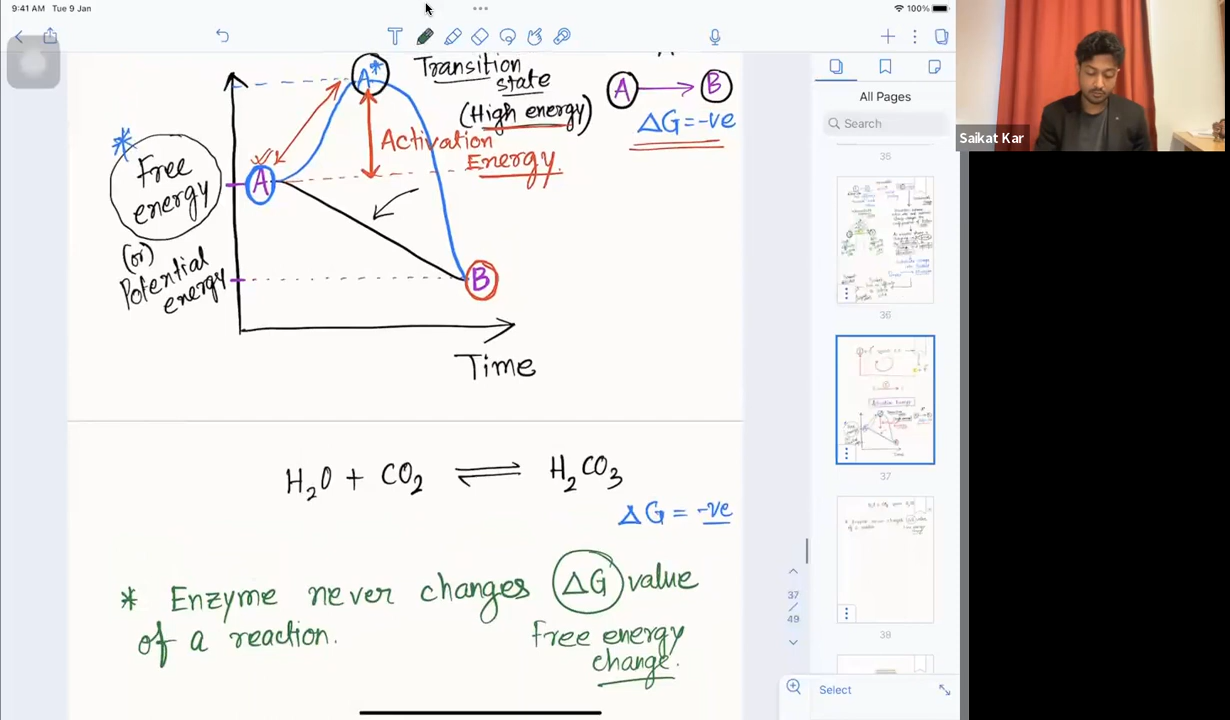 9:41 AM Tue 9 Jan
100%
All Pages
Search
Saikat Kar
35
36
37
38
37
/
49
Select
A*
Transition
state
(High energy)
A → B
ΔG = -ve
Activation
Energy.
*
Free
energy
(or)
Potential
energy
A
B
Time
H₂O + CO₂ ⇌ H₂CO₃
ΔG = -ve
* Enzyme never changes ΔG value
of a reaction.
free energy
change.